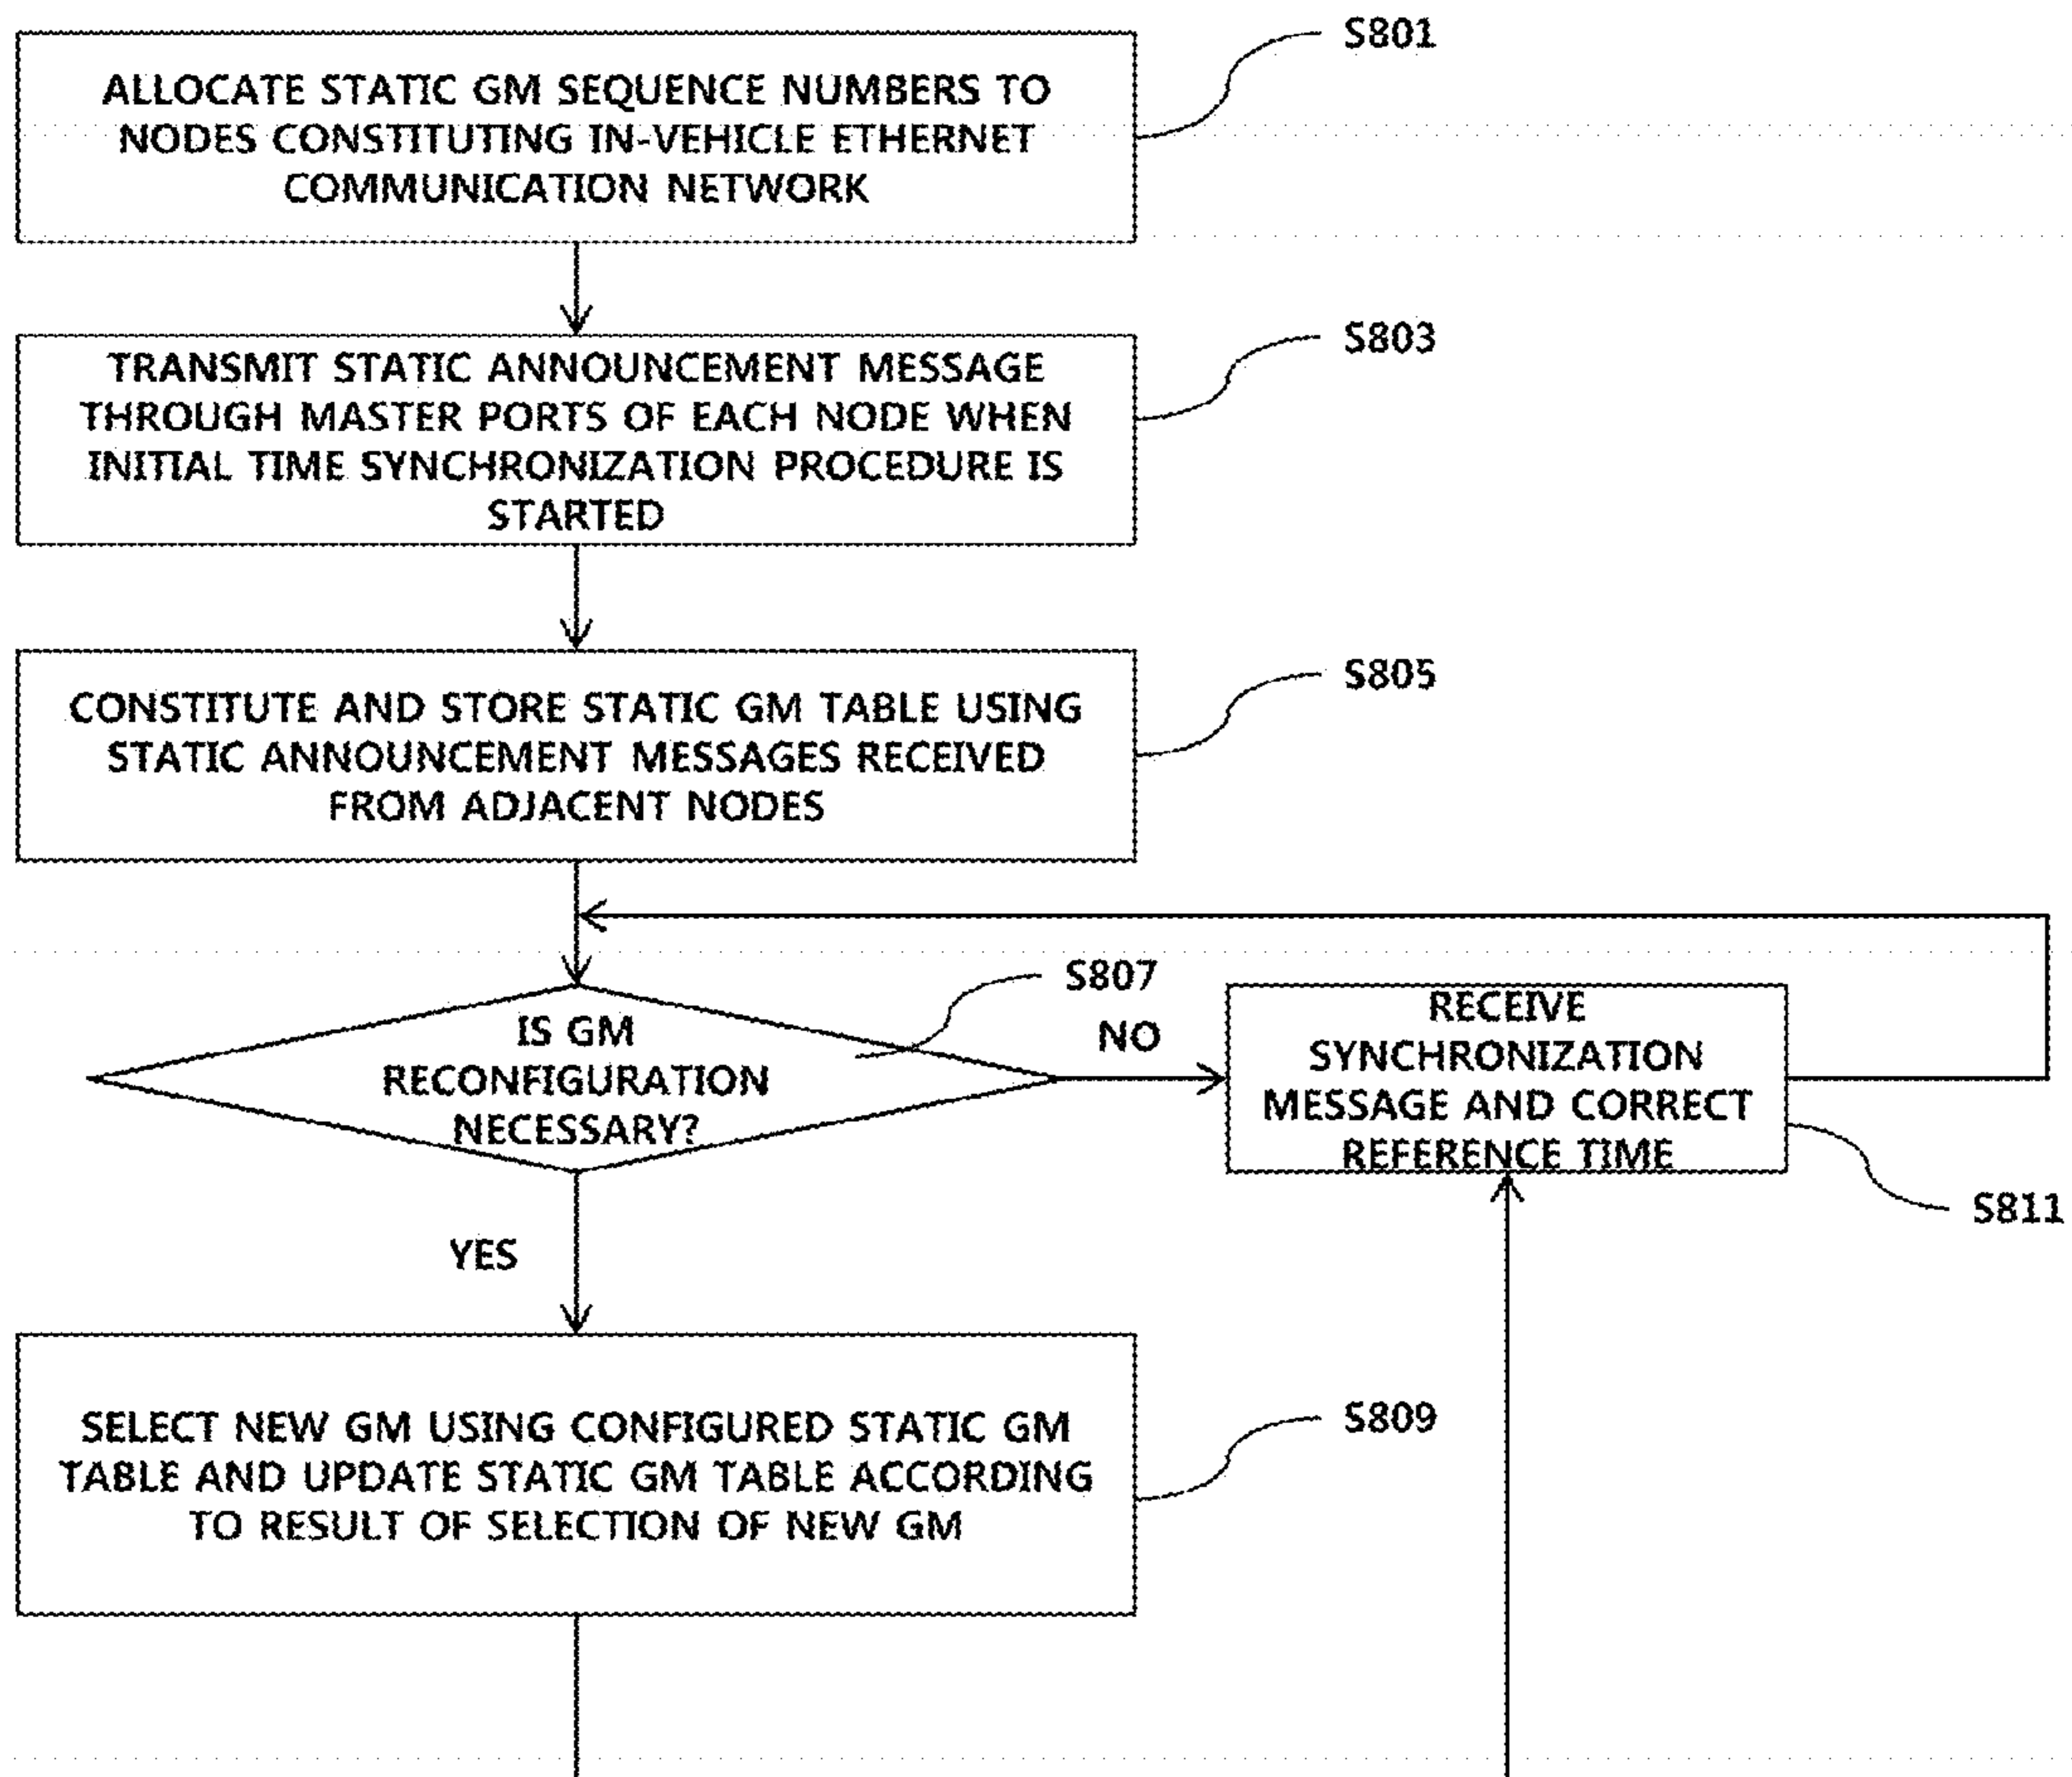 S801
ALLOCATE STATIC GM SEQUENCE NUMBERS TO
NODES CONSTITUTING IN-VEHICLE ETHERNET
COMMUNICATION NETWORK
S803
TRANSMIT STATIC ANNOUNCEMENT MESSAGE
THROUGH MASTER PORTS OF EACH NODE WHEN
INITIAL TIME SYNCHRONIZATION PROCEDURE IS
STARTED
S805
CONSTITUTE AND STORE STATIC GM TABLE USING
STATIC ANNOUNCEMENT MESSAGES RECEIVED
FROM ADJACENT NODES
S807
IS GM
RECONFIGURATION
NECESSARY?
NO
RECEIVE
SYNCHRONIZATION
MESSAGE AND CORRECT
REFERENCE TIME
S811
YES
SELECT NEW GM USING CONFIGURED STATIC GM
TABLE AND UPDATE STATIC GM TABLE ACCORDING
TO RESULT OF SELECTION OF NEW GM
S809